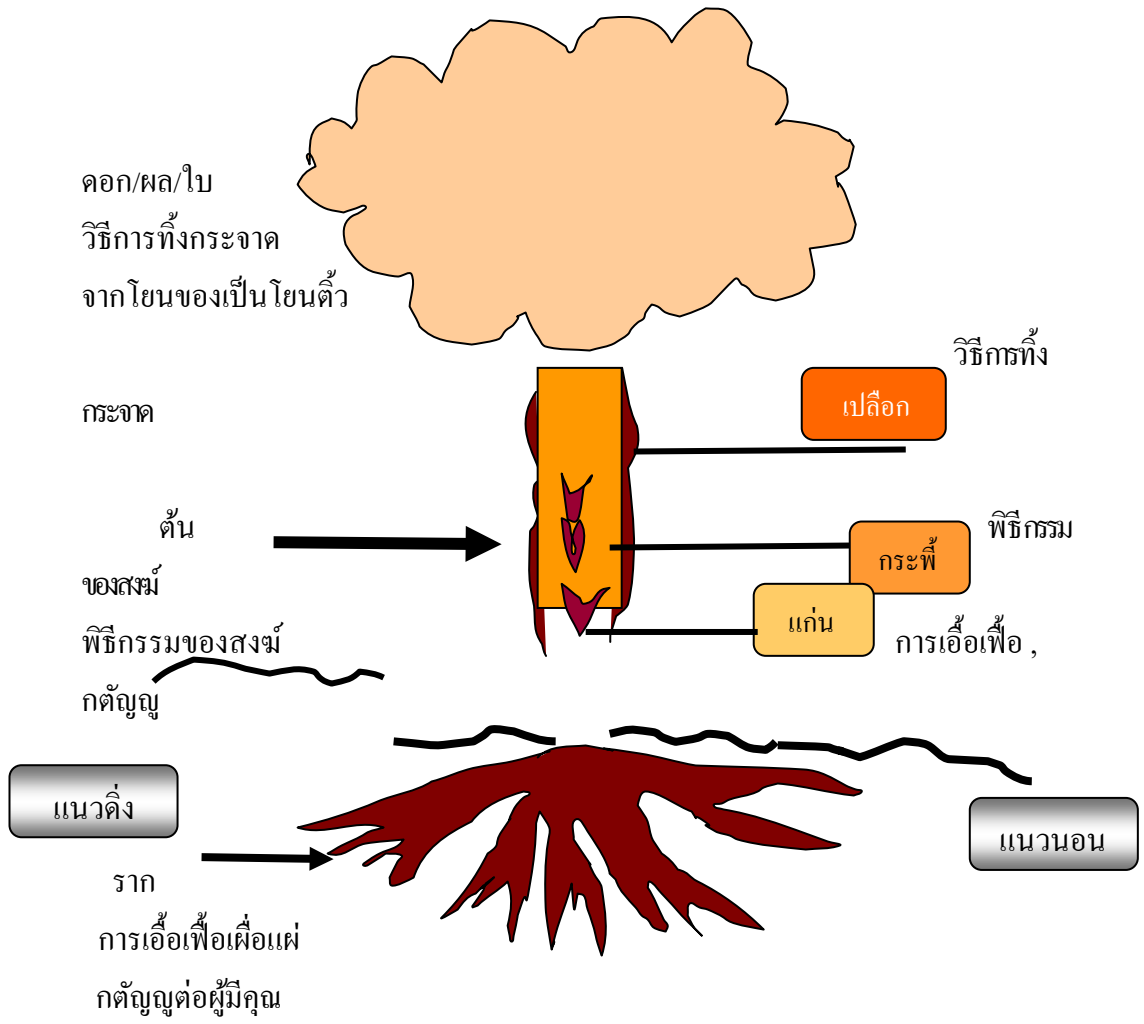 ดอก/ผล/ใบ
วิธีการทิ้งกระจาด
จากโยนของเป็นโยนติ้ว
วิธีการทิ้ง
เปลือก
กระจาด
ต้น
พิธีกรรม
กระพี้
ของสงฆ์
แก่น
พิธีกรรมของสงฆ์
การเอื้อเฟื้อ ,
กตัญญู
แนวดิ่ง
แนวนอน
ราก
การเอื้อเฟื้อเผื่อแผ่
กตัญญูต่อผู้มีคุณ